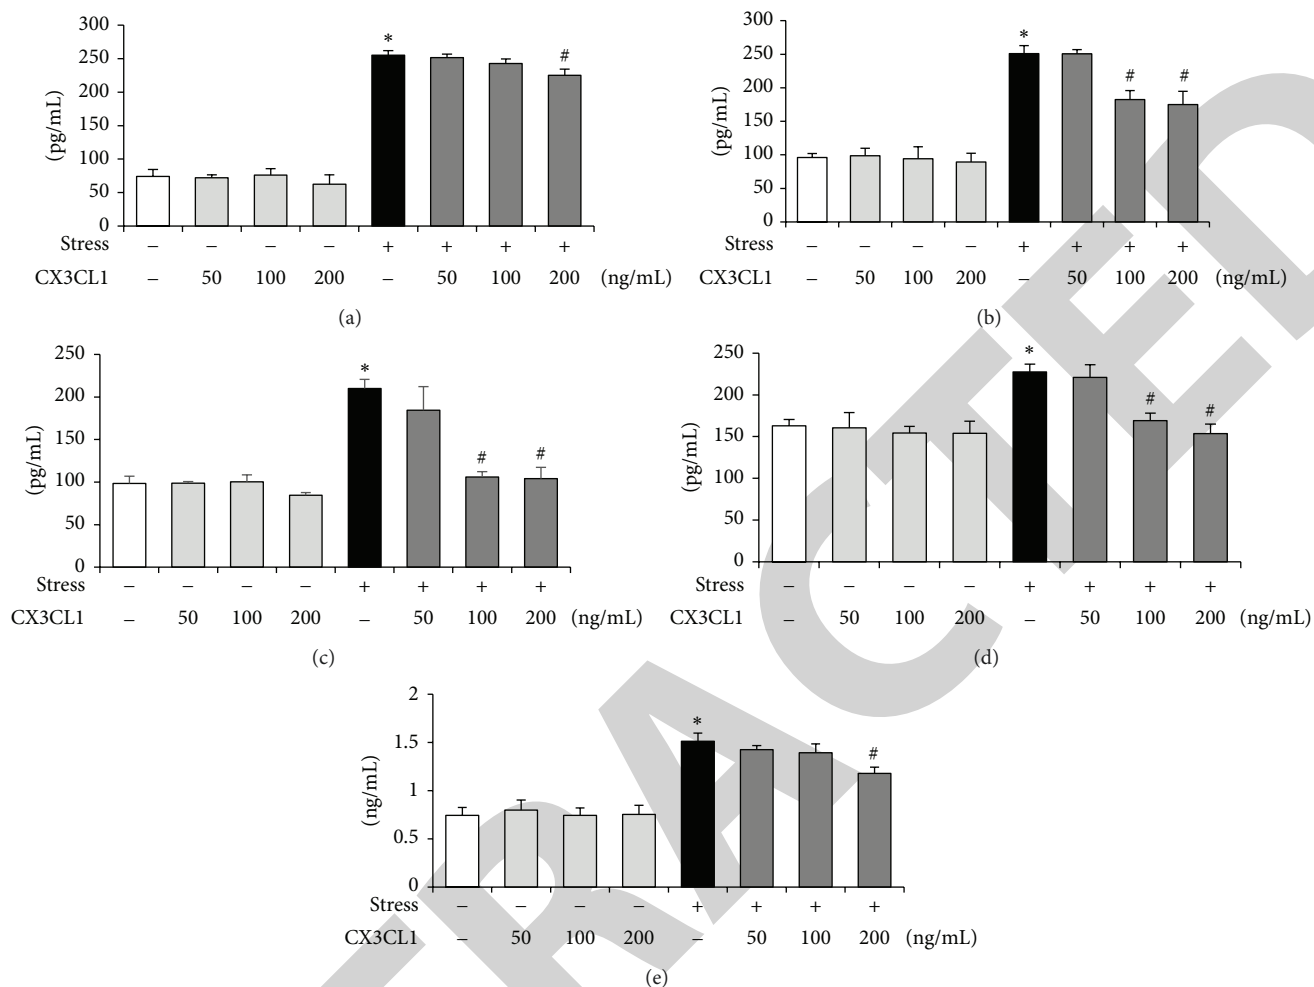 300
250
200
150
100
50
0
(pg/mL)
*
#
Stress – – – – + + + +
CX3CL1 – 50 100 200 – 50 100 200 (ng/mL)
(a)
300
250
200
150
100
50
0
(pg/mL)
*
# #
Stress – – – – + + + +
CX3CL1 – 50 100 200 – 50 100 200 (ng/mL)
(b)
250
200
150
100
50
0
(pg/mL)
*
# #
Stress – – – – + + + +
CX3CL1 – 50 100 200 – 50 100 200 (ng/mL)
(c)
250
200
150
100
50
0
(pg/mL)
*
# #
Stress – – – – + + + +
CX3CL1 – 50 100 200 – 50 100 200 (ng/mL)
(d)
2
1.5
1
0.5
0
(ng/mL)
*
#
Stress – – – – + + + +
CX3CL1 – 50 100 200 – 50 100 200 (ng/mL)
(e)
TRACTED